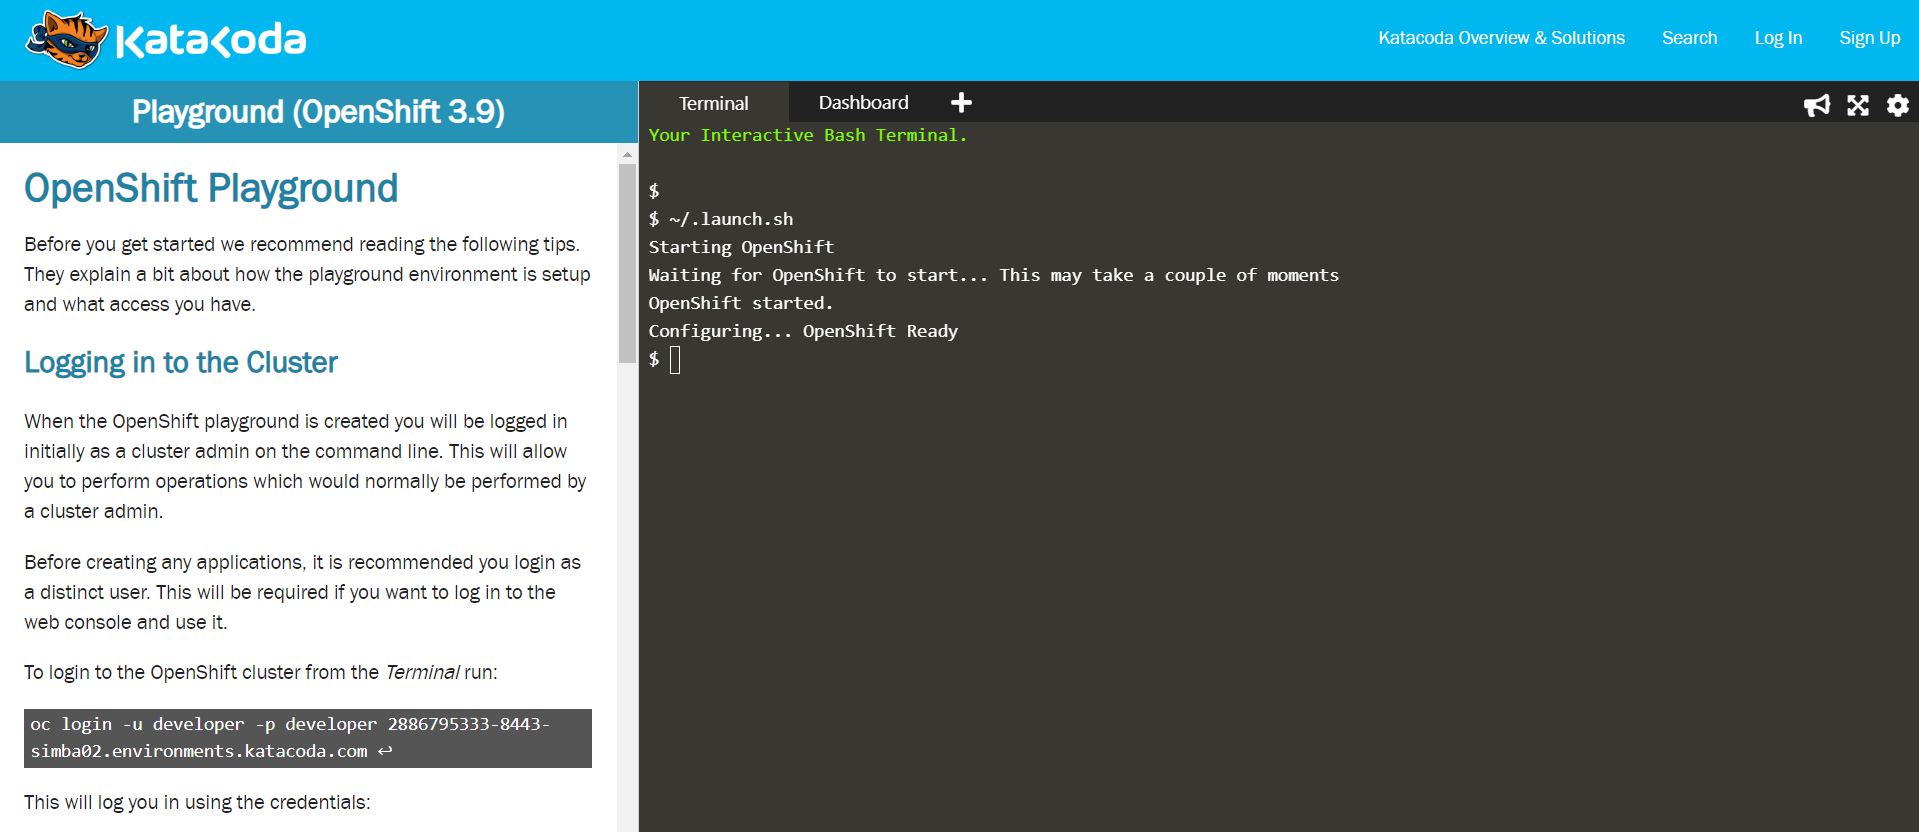 Katacoda
Katacoda Overview & Solutions Search Log In Sign Up
Playground (OpenShift 3.9)
OpenShift Playground
Before you get started we recommend reading the following tips.
They explain a bit about how the playground environment is setup
and what access you have.
Logging in to the Cluster
When the OpenShift playground is created you will be logged in
initially as a cluster admin on the command line. This will allow
you to perform operations which would normally be performed by
a cluster admin.
Before creating any applications, it is recommended you login as
a distinct user. This will be required if you want to log in to the
web console and use it.
To login to the OpenShift cluster from the Terminal run:
oc login -u developer -p developer 2886795333-8443-
simba02.environments.katacoda.com ↩
This will log you in using the credentials:
Terminal Dashboard +
Your Interactive Bash Terminal.
$
$ ~/.launch.sh
Starting OpenShift
Waiting for OpenShift to start... This may take a couple of moments
OpenShift started.
Configuring... OpenShift Ready
$